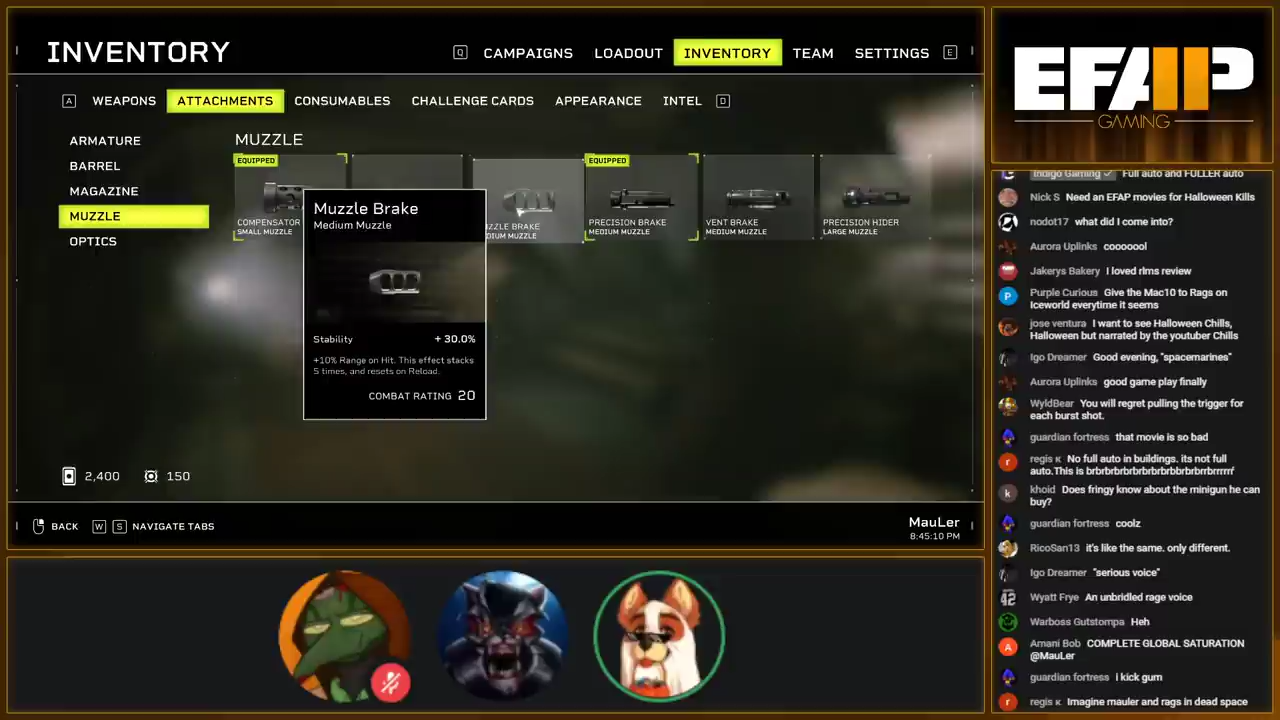 INVENTORY
Q CAMPAIGNS LOADOUT INVENTORY TEAM SETTINGS E
A WEAPONS ATTACHMENTS CONSUMABLES CHALLENGE CARDS APPEARANCE INTEL D
ARMATURE
BARREL
MAGAZINE
MUZZLE
OPTICS
MUZZLE
EQUIPPED
COMPENSATOR
SMALL MUZZLE
ZZLE BRAKE
DIUM MUZZLE
EQUIPPED
PRECISION BRAKE
MEDIUM MUZZLE
VENT BRAKE
MEDIUM MUZZLE
PRECISION HIDER
LARGE MUZZLE
Muzzle Brake
Medium Muzzle
Stability + 30.0%
+10% Range on Hit. This effect stacks
5 times, and resets on Reload.
COMBAT RATING 20
2,400 150
BACK W S NAVIGATE TABS
MauLer
8:45:10 PM
EFAP
GAMING
Indigo Gaming Full auto and FULLER auto
Nick S Need an EFAP movies for Halloween Kills
nodot17 what did I come into?
Aurora Uplinks cooooool
Jakerys Bakery I loved rlms review
P Purple Curious Give the Mac10 to Rags on
Iceworld everytime it seems
jose ventura I want to see Halloween Chills,
Halloween but narrated by the youtuber Chills
Igo Dreamer Good evening, "spacemarines"
Aurora Uplinks good game play finally
WyldBear You will regret pulling the trigger for
each burst shot.
guardian fortress that movie is so bad
r regis ĸ No full auto in buildings. its not full
auto.This is brbrbrbrbrbrbrbbrbrbrrbrrrrrf
k khoid Does fringy know about the minigun he can
buy?
guardian fortress coolz
RicoSan13 it's like the same. only different.
Igo Dreamer "serious voice"
42 Wyatt Frye An unbridled rage voice
Warboss Gutstompa Heh
A Amani Bob COMPLETE GLOBAL SATURATION
@MauLer
guardian fortress i kick gum
r regis ĸ Imagine mauler and rags in dead space